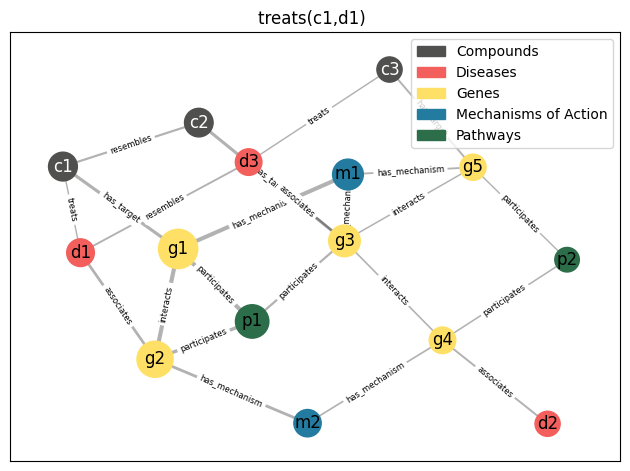 treats(c1,d1)
Compounds
Diseases
Genes
Mechanisms of Action
Pathways
c3
c2
resembles
treats
c1
d3
m1
has_mechanism
g5
treats
has_target
resembles
has_mechanism
associates
interacts
participates
d1
g1
g3
p2
associates
interacts
participates
participates
interacts
participates
p1
participates
g2
g4
has_mechanism
has_mechanism
associates
m2
d2